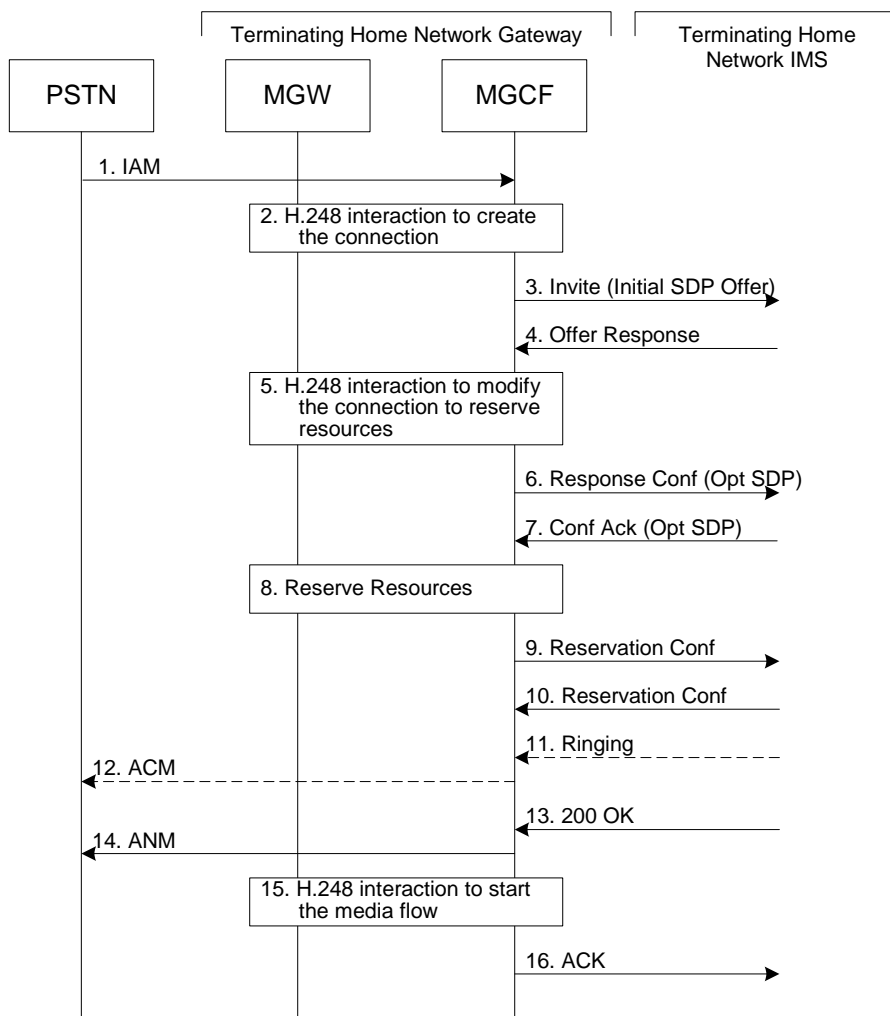 Terminating Home Network Gateway
Terminating Home
Network IMS
PSTN
MGW
MGCF
1. IAM
2. H.248 interaction to create
the connection
3. Invite (Initial SDP Offer)
4. Offer Response
5. H.248 interaction to modify
the connection to reserve
resources
6. Response Conf (Opt SDP)
7. Conf Ack (Opt SDP)
8. Reserve Resources
9. Reservation Conf
10. Reservation Conf
11. Ringing
12. ACM
13. 200 OK
14. ANM
15. H.248 interaction to start
the media flow
16. ACK